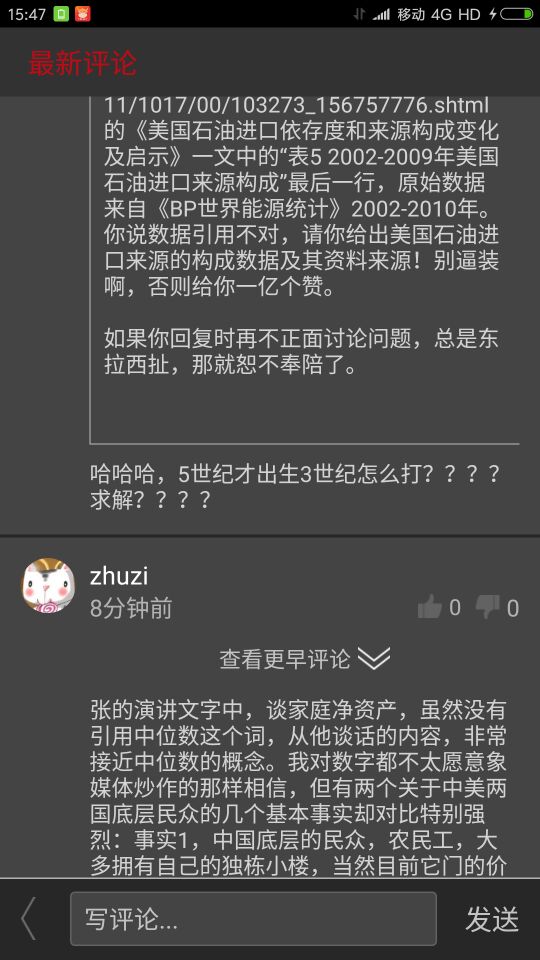 15:47 移动 4G HD
最新评论
11/1017/00/103273_156757776.shtml
的《美国石油进口依存度和来源构成变化
及启示》一文中的“表5 2002-2009年美国
石油进口来源构成”最后一行，原始数据
来自《BP世界能源统计》2002-2010年。
你说数据引用不对，请你给出美国石油进
口来源的构成数据及其资料来源！别逼装
啊，否则给你一亿个赞。
如果你回复时再不正面讨论问题，总是东
拉西扯，那就恕不奉陪了。
哈哈哈，5世纪才出生3世纪怎么打？？？？
求解？？？？
zhuzi
8分钟前 0 0
查看更早评论
张的演讲文字中，谈家庭净资产，虽然没有
引用中位数这个词，从他谈话的内容，非常
接近中位数的概念。我对数字都不太愿意象
媒体炒作的那样相信，但有两个关于中美两
国底层民众的几个基本事实却对比特别强
烈：事实1，中国底层的民众，农民工，大
多拥有自己的独栋小楼，当然目前它门的价
写评论... 发送